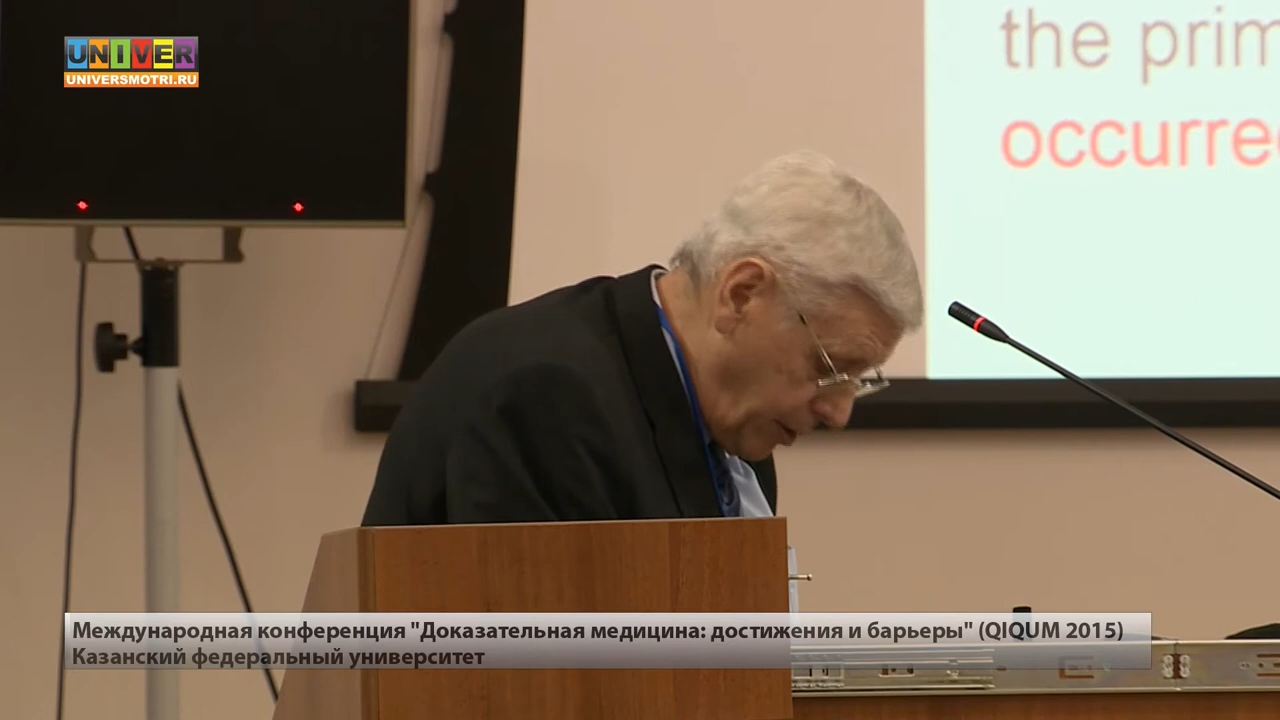 UNIVER
UNIVERSMOTRI.RU
the prim
occurre
Международная конференция "Доказательная медицина: достижения и барьеры" (QIQUM 2015)
Казанский федеральный университет